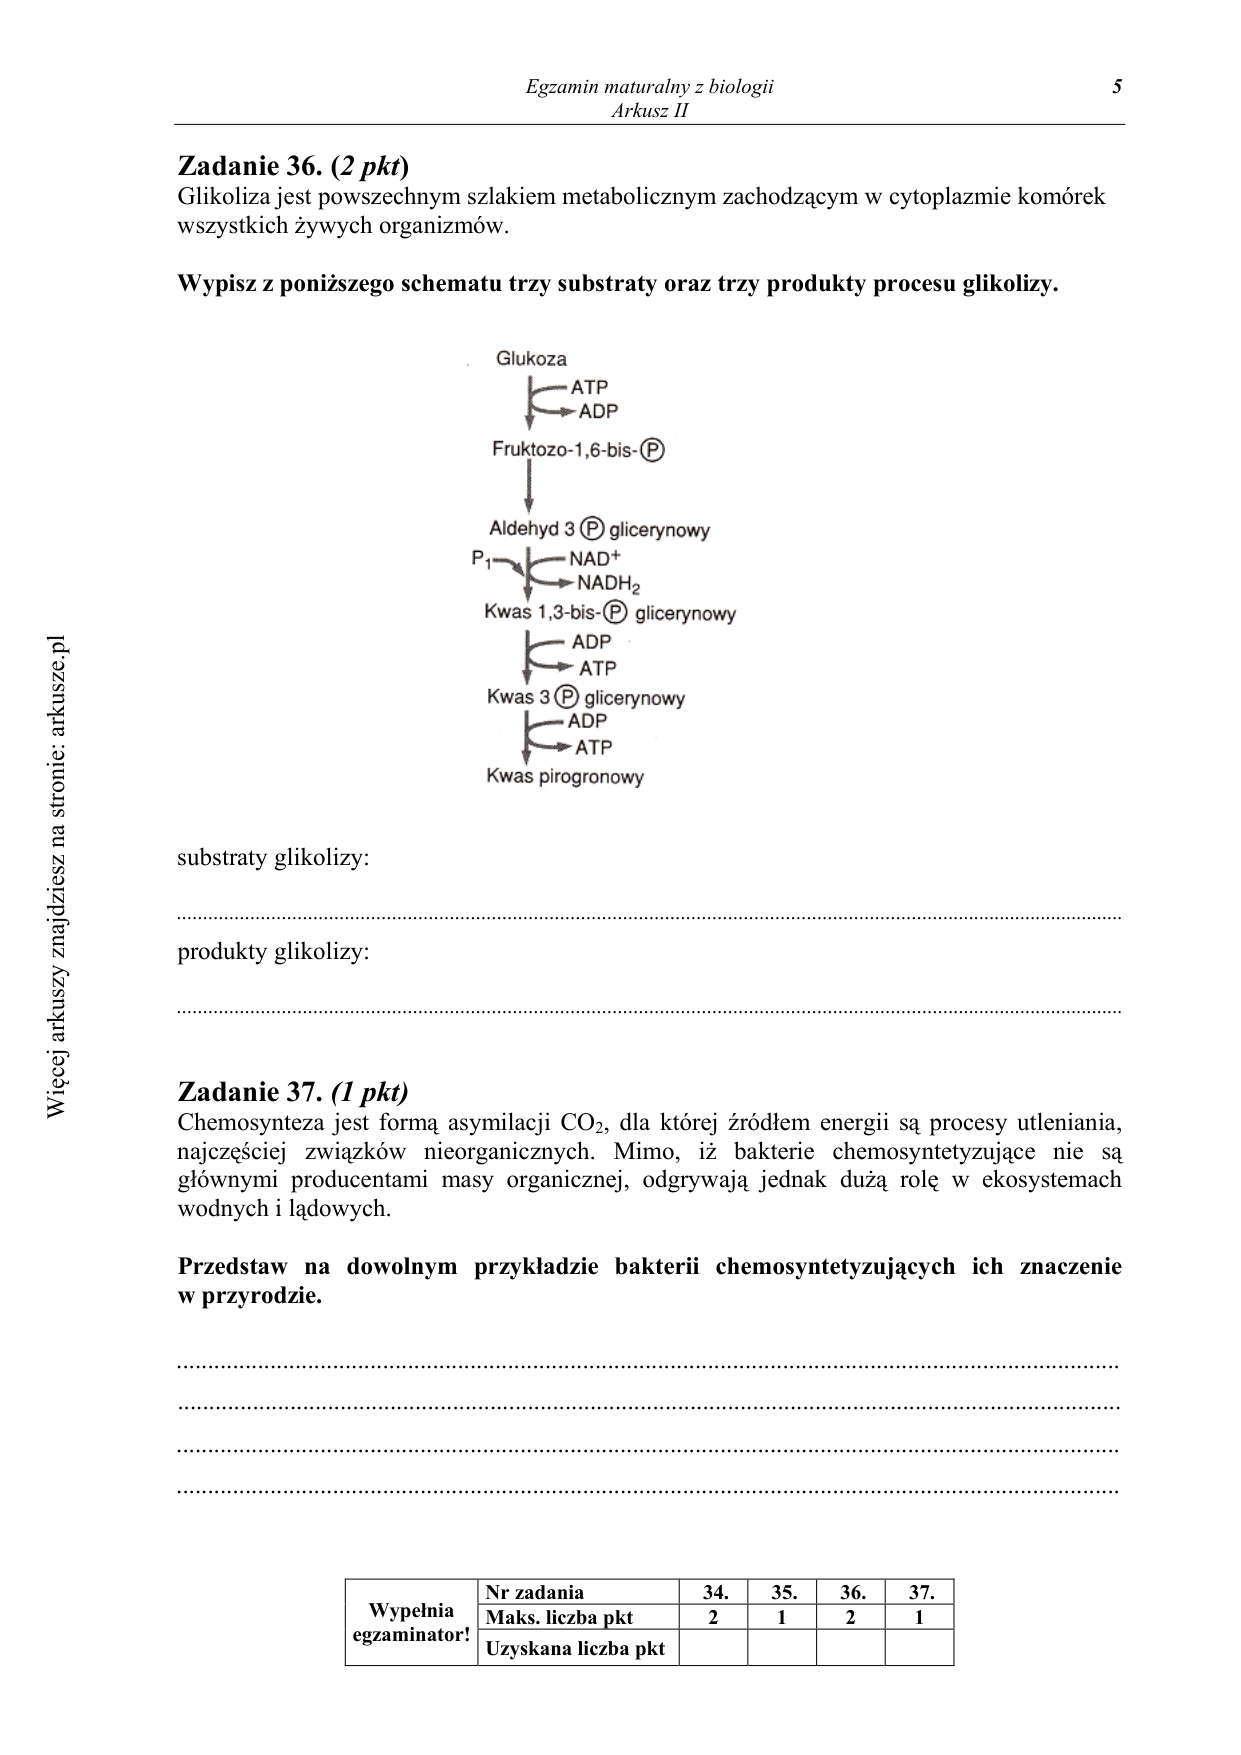 Egzamin maturalny z biologii 5
Arkusz II
Zadanie 36. (2 pkt)
Glikoliza jest powszechnym szlakiem metabolicznym zachodzącym w cytoplazmie komórek
wszystkich żywych organizmów.
Wypisz z poniższego schematu trzy substraty oraz trzy produkty procesu glikolizy.
Glukoza
ATP
ADP
Fruktozo-1,6-bis-Ⓟ
Aldehyd 3 Ⓟ glicerynowy
P₁ NAD⁺
NADH₂
Kwas 1,3-bis-Ⓟ glicerynowy
ADP
ATP
Kwas 3 Ⓟ glicerynowy
ADP
ATP
Kwas pirogronowy
substraty glikolizy:
produkty glikolizy:
Zadanie 37. (1 pkt)
Chemosynteza jest formą asymilacji CO₂, dla której źródłem energii są procesy utleniania,
najczęściej związków nieorganicznych. Mimo, iż bakterie chemosyntetyzujące nie są
głównymi producentami masy organicznej, odgrywają jednak dużą rolę w ekosystemach
wodnych i lądowych.
Przedstaw na dowolnym przykładzie bakterii chemosyntetyzujących ich znaczenie
w przyrodzie.
Wypełnia
egzaminator!
Nr zadania 34. 35. 36. 37.
Maks. liczba pkt 2 1 2 1
Uzyskana liczba pkt
Więcej arkuszy znajdziesz na stronie: arkusze.pl